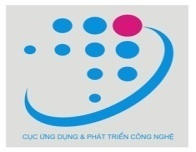 CỤC ỨNG DỤNG & PHÁT TRIỂN CÔNG NGHỆ